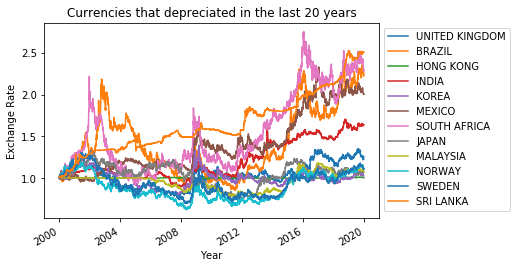 Currencies that depreciated in the last 20 years
Exchange Rate
2.5
2.0
1.5
1.0
2000
2004
2008
2012
2016
2020
Year
UNITED KINGDOM
BRAZIL
HONG KONG
INDIA
KOREA
MEXICO
SOUTH AFRICA
JAPAN
MALAYSIA
NORWAY
SWEDEN
SRI LANKA